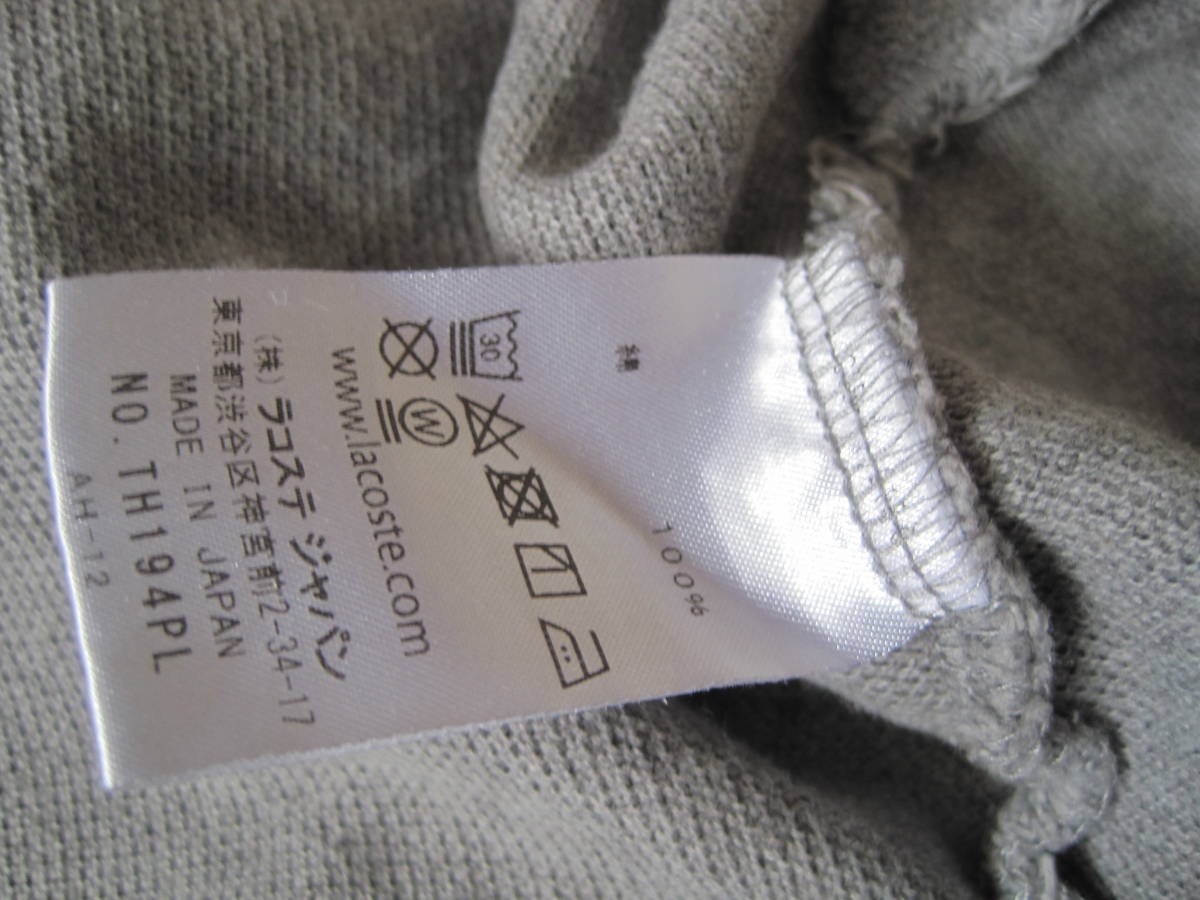 綿 100%
30
W
www.lacoste.com
(株) ラコステ ジャパン
東京都渋谷区神宮前2-34-17
MADE IN JAPAN
NO. TH194PL
AH-12